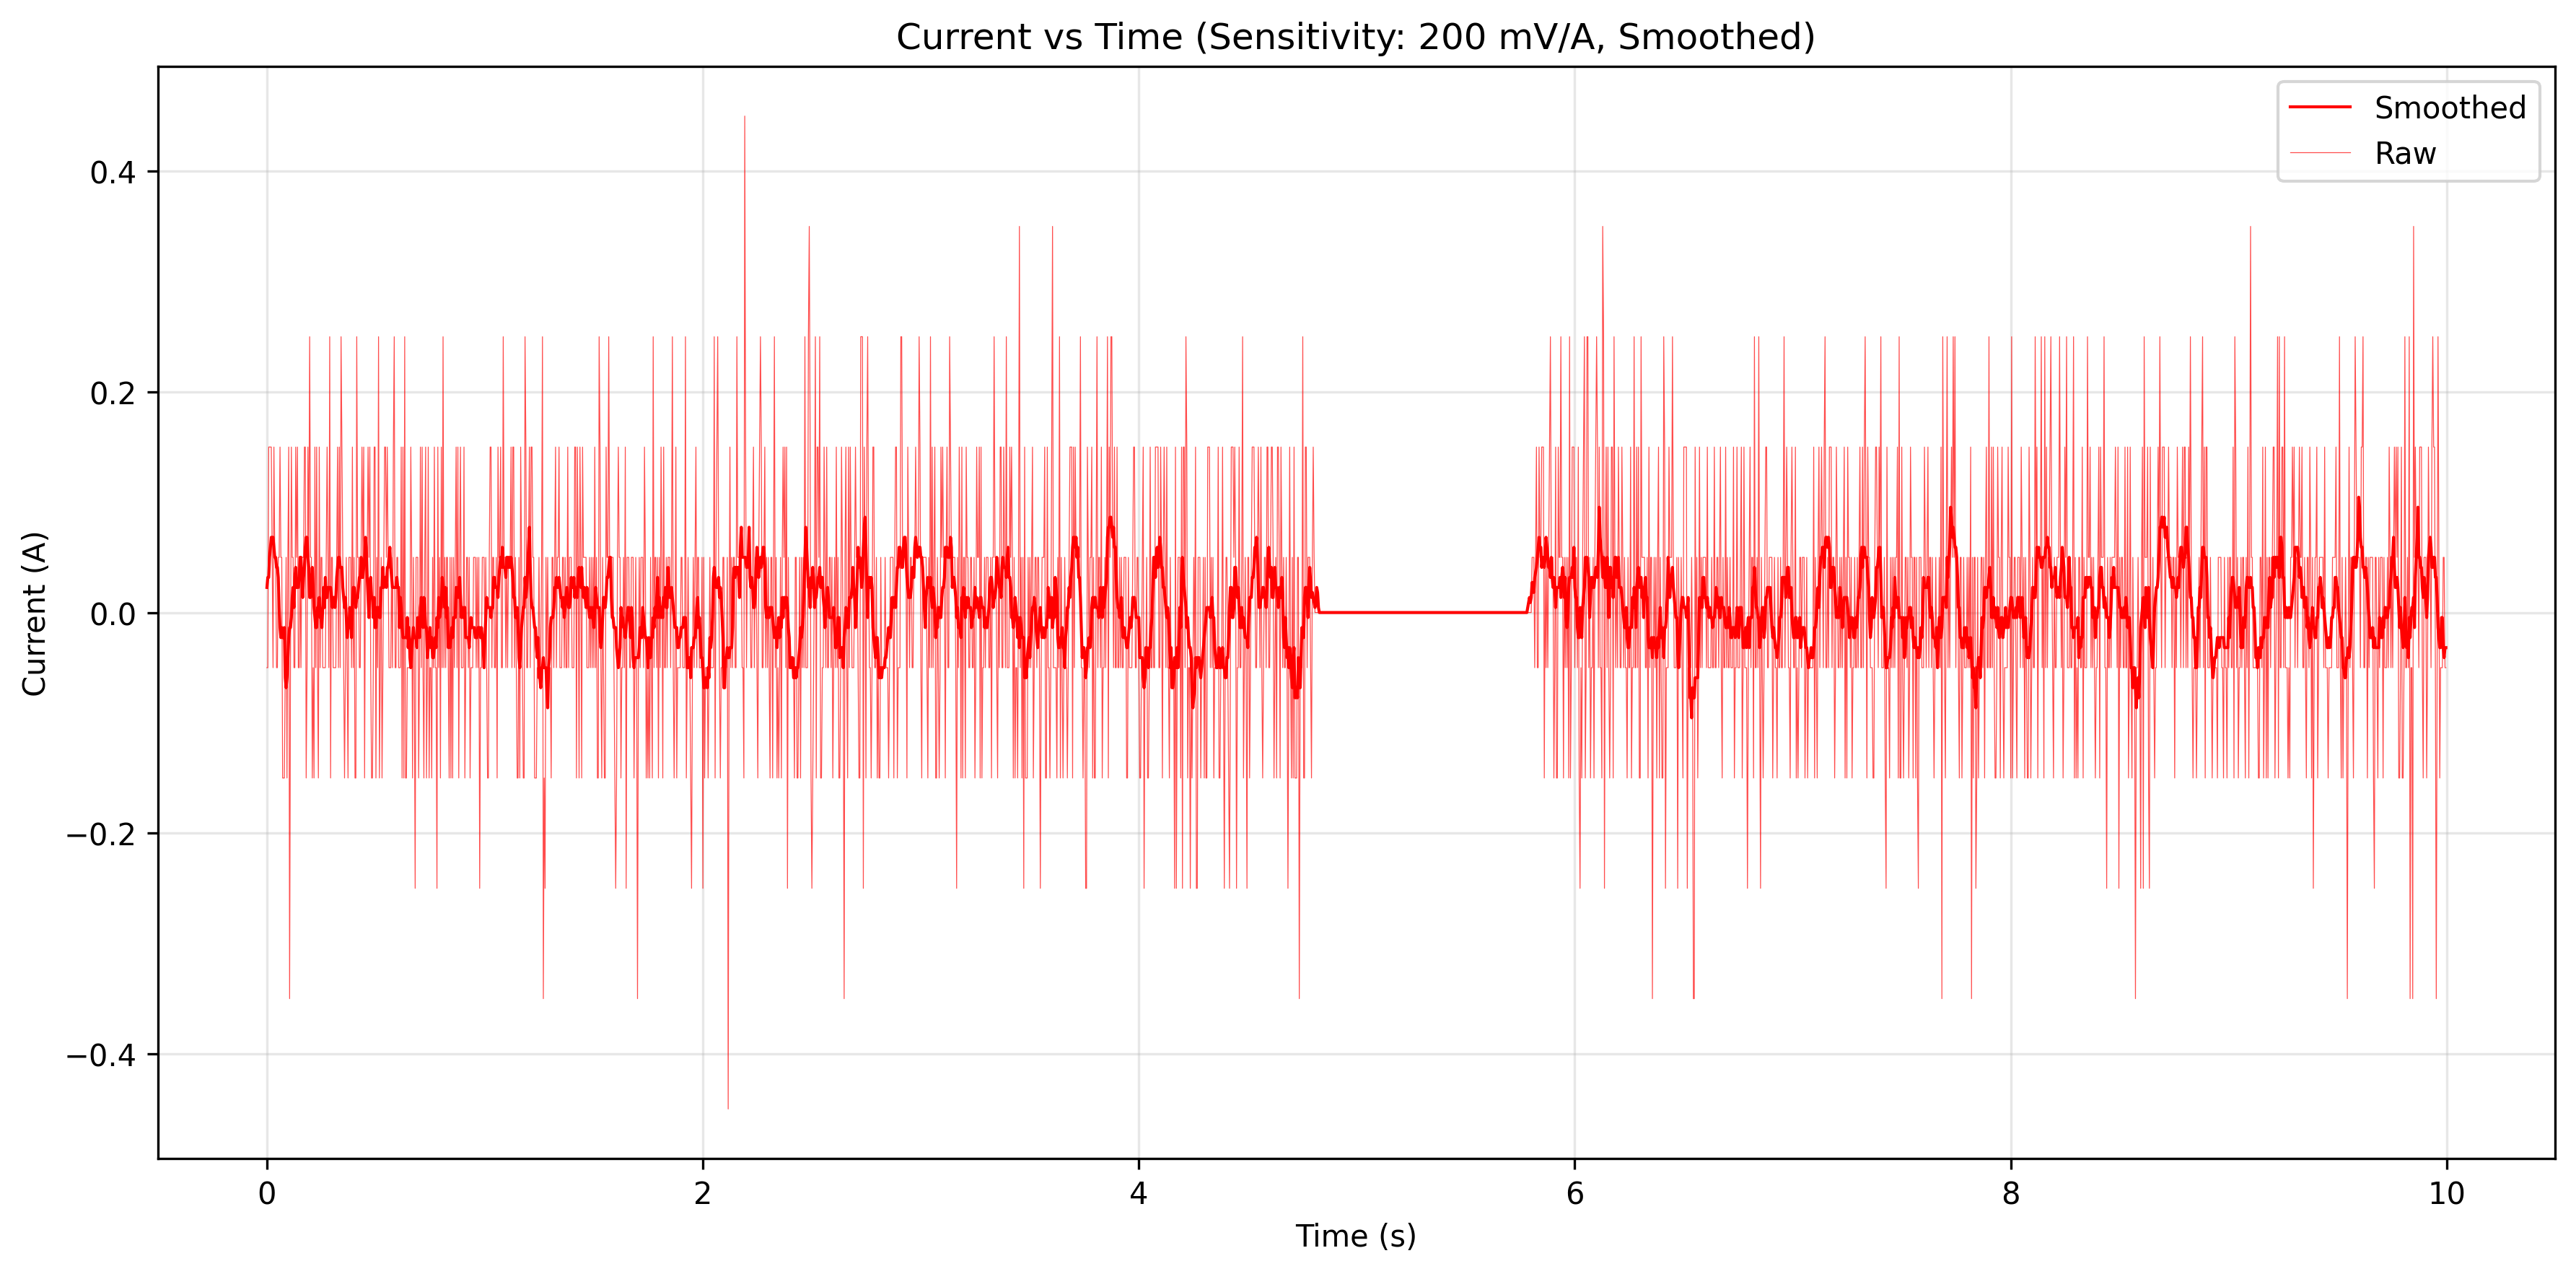 Current vs Time (Sensitivity: 200 mV/A, Smoothed)
Smoothed
Raw
0.4
0.2
0.0
−0.2
−0.4
Current (A)
0 2 4 6 8 10
Time (s)